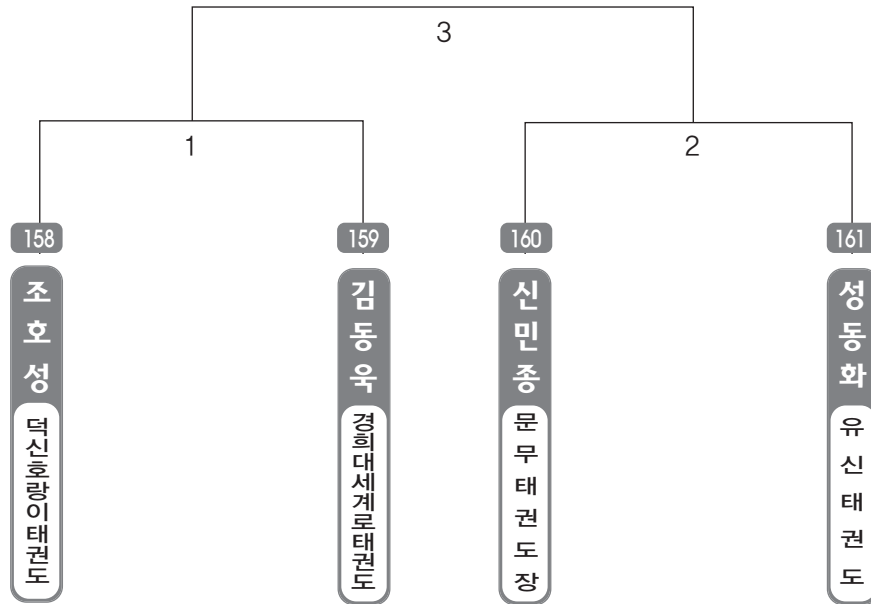 3
1
2
158
159
160
161
조호성
김동욱
신민종
성동화
덕신호랑이태권도
경희대세계로태권도
문무태권도장
유신태권도